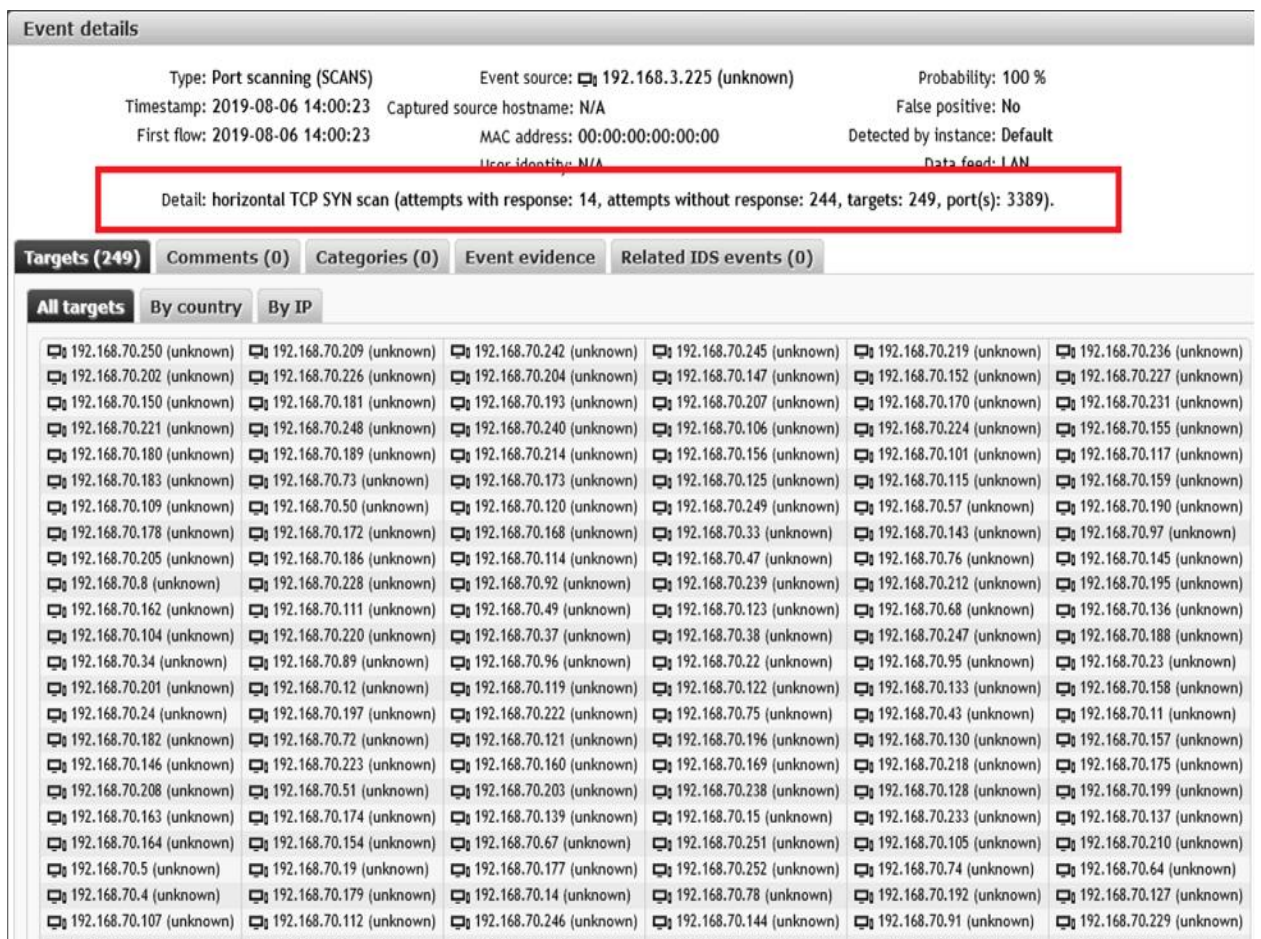 Event details
Type: Port scanning (SCANS) Event source: 192.168.3.225 (unknown) Probability: 100 %
Timestamp: 2019-08-06 14:00:23 Captured source hostname: N/A False positive: No
First flow: 2019-08-06 14:00:23 MAC address: 00:00:00:00:00:00 Detected by instance: Default
User identity: N/A Data feed: LAN
Detail: horizontal TCP SYN scan (attempts with response: 14, attempts without response: 244, targets: 249, port(s): 3389).
Targets (249) Comments (0) Categories (0) Event evidence Related IDS events (0)
All targets By country By IP
192.168.70.250 (unknown) 192.168.70.209 (unknown) 192.168.70.242 (unknown) 192.168.70.245 (unknown) 192.168.70.219 (unknown) 192.168.70.236 (unknown)
192.168.70.202 (unknown) 192.168.70.226 (unknown) 192.168.70.204 (unknown) 192.168.70.147 (unknown) 192.168.70.152 (unknown) 192.168.70.227 (unknown)
192.168.70.150 (unknown) 192.168.70.181 (unknown) 192.168.70.193 (unknown) 192.168.70.207 (unknown) 192.168.70.170 (unknown) 192.168.70.231 (unknown)
192.168.70.221 (unknown) 192.168.70.248 (unknown) 192.168.70.240 (unknown) 192.168.70.106 (unknown) 192.168.70.224 (unknown) 192.168.70.155 (unknown)
192.168.70.180 (unknown) 192.168.70.189 (unknown) 192.168.70.214 (unknown) 192.168.70.156 (unknown) 192.168.70.101 (unknown) 192.168.70.117 (unknown)
192.168.70.183 (unknown) 192.168.70.73 (unknown) 192.168.70.173 (unknown) 192.168.70.125 (unknown) 192.168.70.115 (unknown) 192.168.70.159 (unknown)
192.168.70.109 (unknown) 192.168.70.50 (unknown) 192.168.70.120 (unknown) 192.168.70.249 (unknown) 192.168.70.57 (unknown) 192.168.70.190 (unknown)
192.168.70.178 (unknown) 192.168.70.172 (unknown) 192.168.70.168 (unknown) 192.168.70.33 (unknown) 192.168.70.143 (unknown) 192.168.70.97 (unknown)
192.168.70.205 (unknown) 192.168.70.186 (unknown) 192.168.70.114 (unknown) 192.168.70.47 (unknown) 192.168.70.76 (unknown) 192.168.70.145 (unknown)
192.168.70.8 (unknown) 192.168.70.228 (unknown) 192.168.70.92 (unknown) 192.168.70.239 (unknown) 192.168.70.212 (unknown) 192.168.70.195 (unknown)
192.168.70.162 (unknown) 192.168.70.111 (unknown) 192.168.70.49 (unknown) 192.168.70.123 (unknown) 192.168.70.68 (unknown) 192.168.70.136 (unknown)
192.168.70.104 (unknown) 192.168.70.220 (unknown) 192.168.70.37 (unknown) 192.168.70.38 (unknown) 192.168.70.247 (unknown) 192.168.70.188 (unknown)
192.168.70.34 (unknown) 192.168.70.89 (unknown) 192.168.70.96 (unknown) 192.168.70.22 (unknown) 192.168.70.95 (unknown) 192.168.70.23 (unknown)
192.168.70.201 (unknown) 192.168.70.12 (unknown) 192.168.70.119 (unknown) 192.168.70.122 (unknown) 192.168.70.133 (unknown) 192.168.70.158 (unknown)
192.168.70.24 (unknown) 192.168.70.197 (unknown) 192.168.70.222 (unknown) 192.168.70.75 (unknown) 192.168.70.43 (unknown) 192.168.70.11 (unknown)
192.168.70.182 (unknown) 192.168.70.72 (unknown) 192.168.70.121 (unknown) 192.168.70.196 (unknown) 192.168.70.130 (unknown) 192.168.70.157 (unknown)
192.168.70.146 (unknown) 192.168.70.223 (unknown) 192.168.70.160 (unknown) 192.168.70.169 (unknown) 192.168.70.218 (unknown) 192.168.70.175 (unknown)
192.168.70.208 (unknown) 192.168.70.51 (unknown) 192.168.70.203 (unknown) 192.168.70.238 (unknown) 192.168.70.128 (unknown) 192.168.70.199 (unknown)
192.168.70.163 (unknown) 192.168.70.174 (unknown) 192.168.70.139 (unknown) 192.168.70.15 (unknown) 192.168.70.233 (unknown) 192.168.70.137 (unknown)
192.168.70.164 (unknown) 192.168.70.154 (unknown) 192.168.70.67 (unknown) 192.168.70.251 (unknown) 192.168.70.105 (unknown) 192.168.70.210 (unknown)
192.168.70.5 (unknown) 192.168.70.19 (unknown) 192.168.70.177 (unknown) 192.168.70.252 (unknown) 192.168.70.74 (unknown) 192.168.70.64 (unknown)
192.168.70.4 (unknown) 192.168.70.179 (unknown) 192.168.70.14 (unknown) 192.168.70.78 (unknown) 192.168.70.192 (unknown) 192.168.70.127 (unknown)
192.168.70.107 (unknown) 192.168.70.112 (unknown) 192.168.70.246 (unknown) 192.168.70.144 (unknown) 192.168.70.91 (unknown) 192.168.70.229 (unknown)